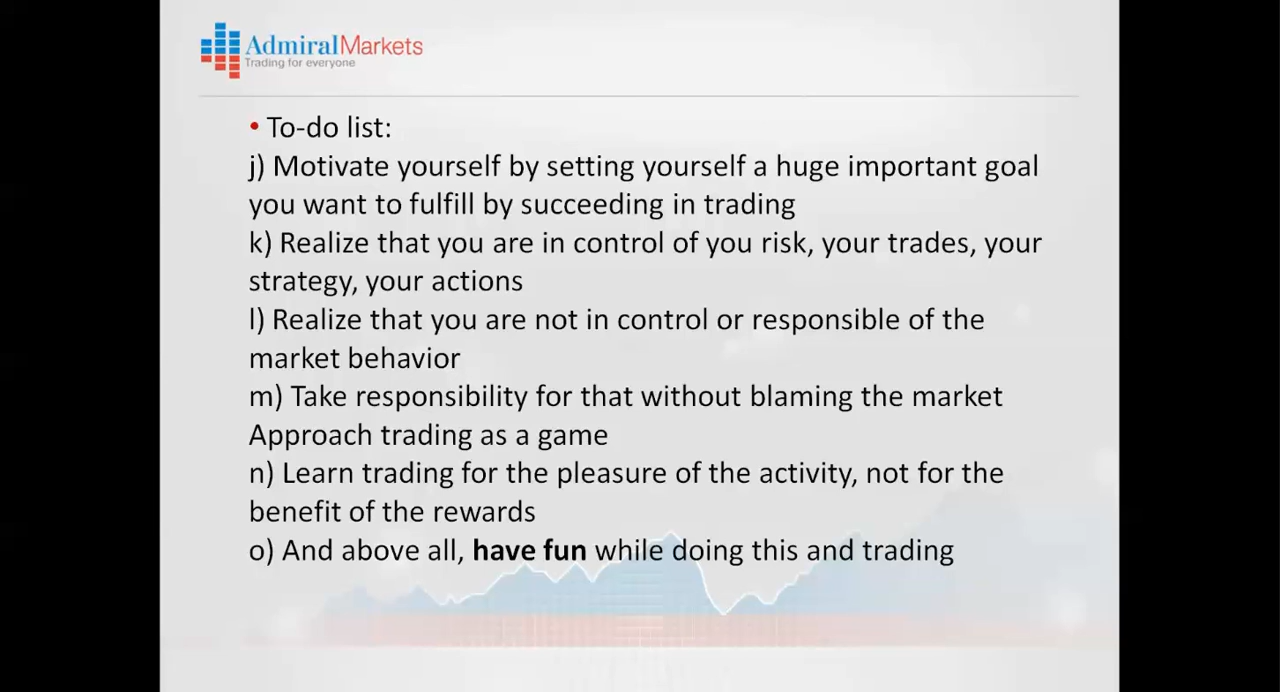 AdmiralMarkets
Trading for everyone
• To-do list:
j) Motivate yourself by setting yourself a huge important goal
you want to fulfill by succeeding in trading
k) Realize that you are in control of you risk, your trades, your
strategy, your actions
l) Realize that you are not in control or responsible of the
market behavior
m) Take responsibility for that without blaming the market
Approach trading as a game
n) Learn trading for the pleasure of the activity, not for the
benefit of the rewards
o) And above all, have fun while doing this and trading